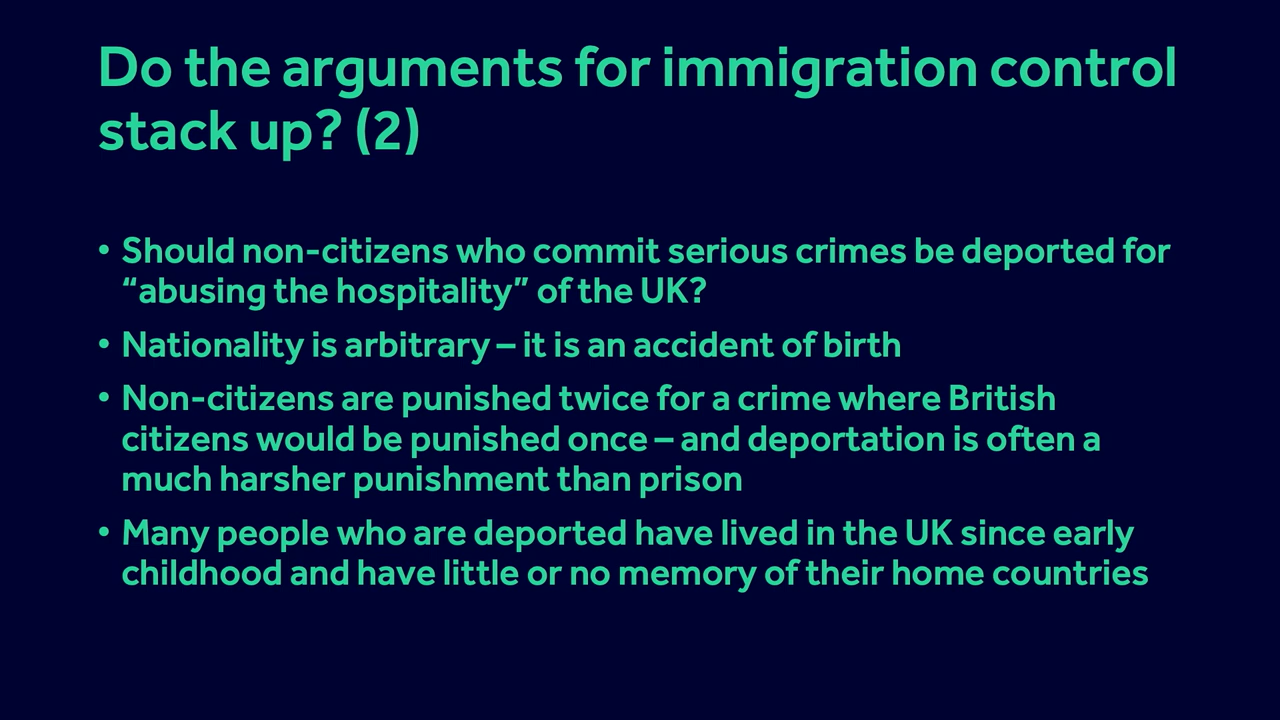 Do the arguments for immigration control
stack up? (2)
• Should non-citizens who commit serious crimes be deported for
“abusing the hospitality” of the UK?
• Nationality is arbitrary – it is an accident of birth
• Non-citizens are punished twice for a crime where British
citizens would be punished once – and deportation is often a
much harsher punishment than prison
• Many people who are deported have lived in the UK since early
childhood and have little or no memory of their home countries